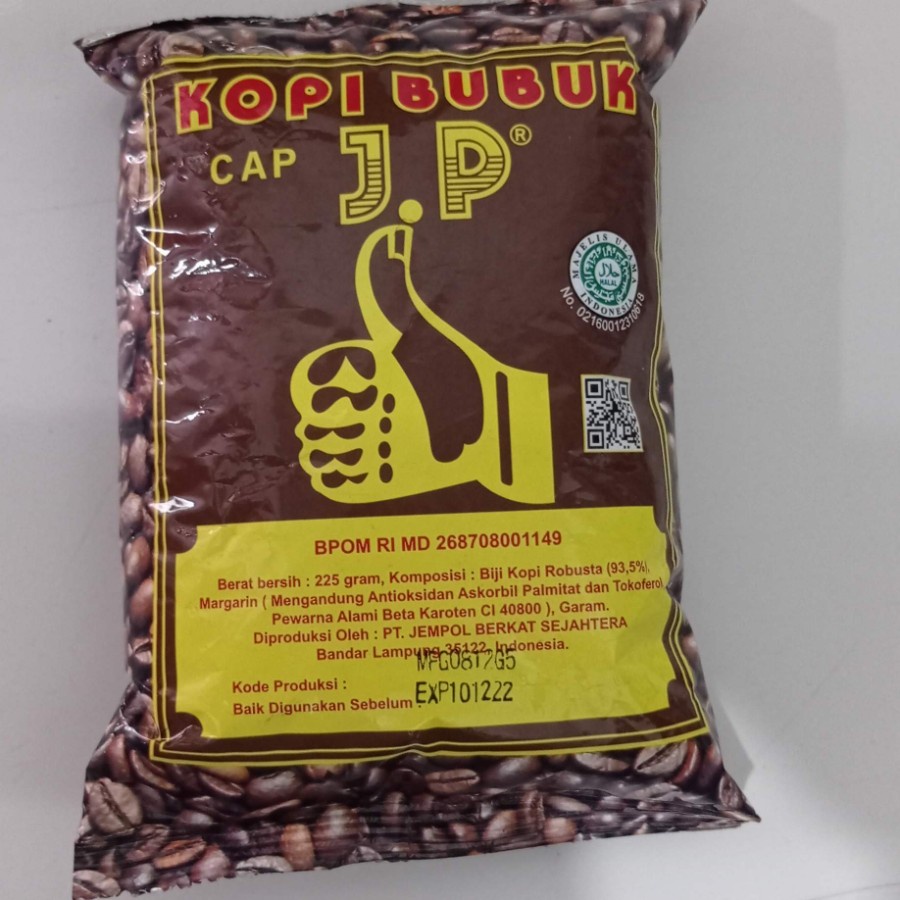 KOPI BUBUK
CAP J.P®
MAJELIS ULAMA INDONESIA
حلال
HALAL
No. 02160012310618
BPOM RI MD 268708001149
Berat bersih : 225 gram, Komposisi : Biji Kopi Robusta (93,5%),
Margarin ( Mengandung Antioksidan Askorbil Palmitat dan Tokoferol
Pewarna Alami Beta Karoten CI 40800 ), Garam.
Diproduksi Oleh : PT. JEMPOL BERKAT SEJAHTERA
Bandar Lampung 35122, Indonesia.
Kode Produksi :
Baik Digunakan Sebelum :
EXP101222